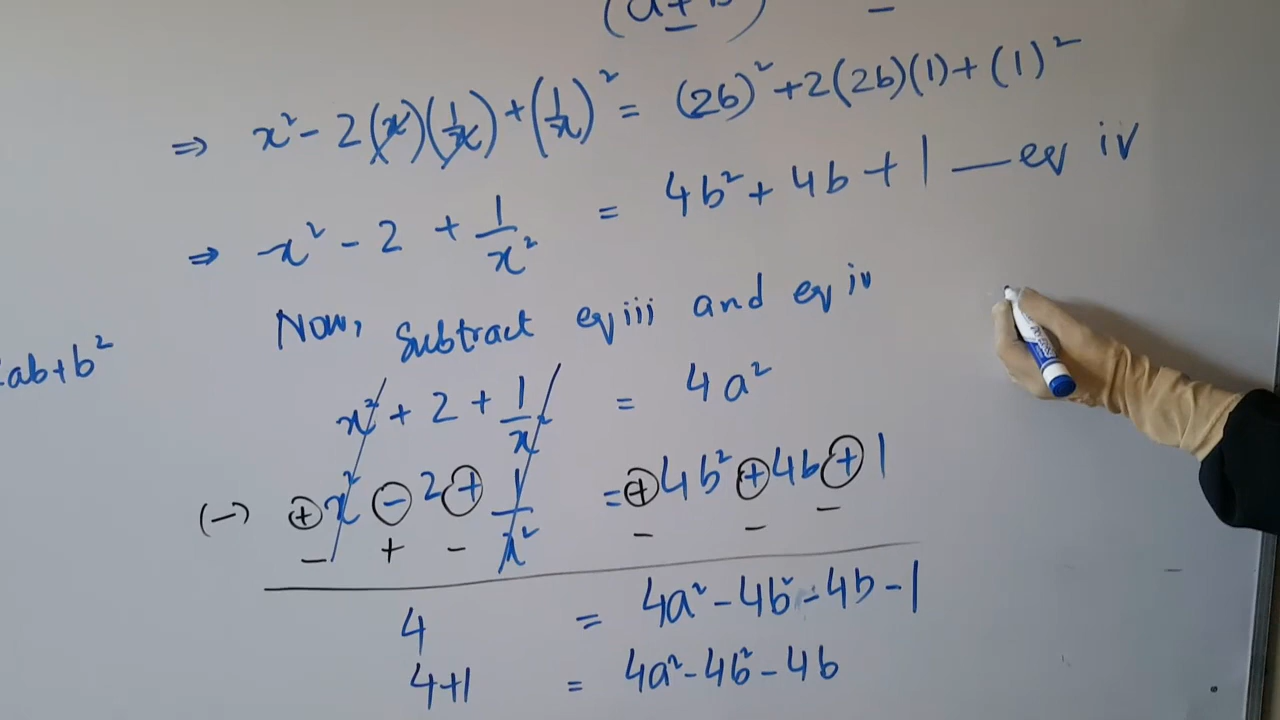 (a+b)
⇒ x² - 2(x)(1/x) + (1/x)² = (2b)² + 2(2b)(1) + (1)²
⇒ x² - 2 + 1/x² = 4b² + 4b + 1 — eq iv
Now, Subtract eq iii and eq iv
ab+b²
x² + 2 + 1/x² = 4a²
(-) +x² - 2 + 1/x² = +4b² + 4b + 1
- + - - - -
4 = 4a² - 4b² - 4b - 1
4+1 = 4a² - 4b² - 4b